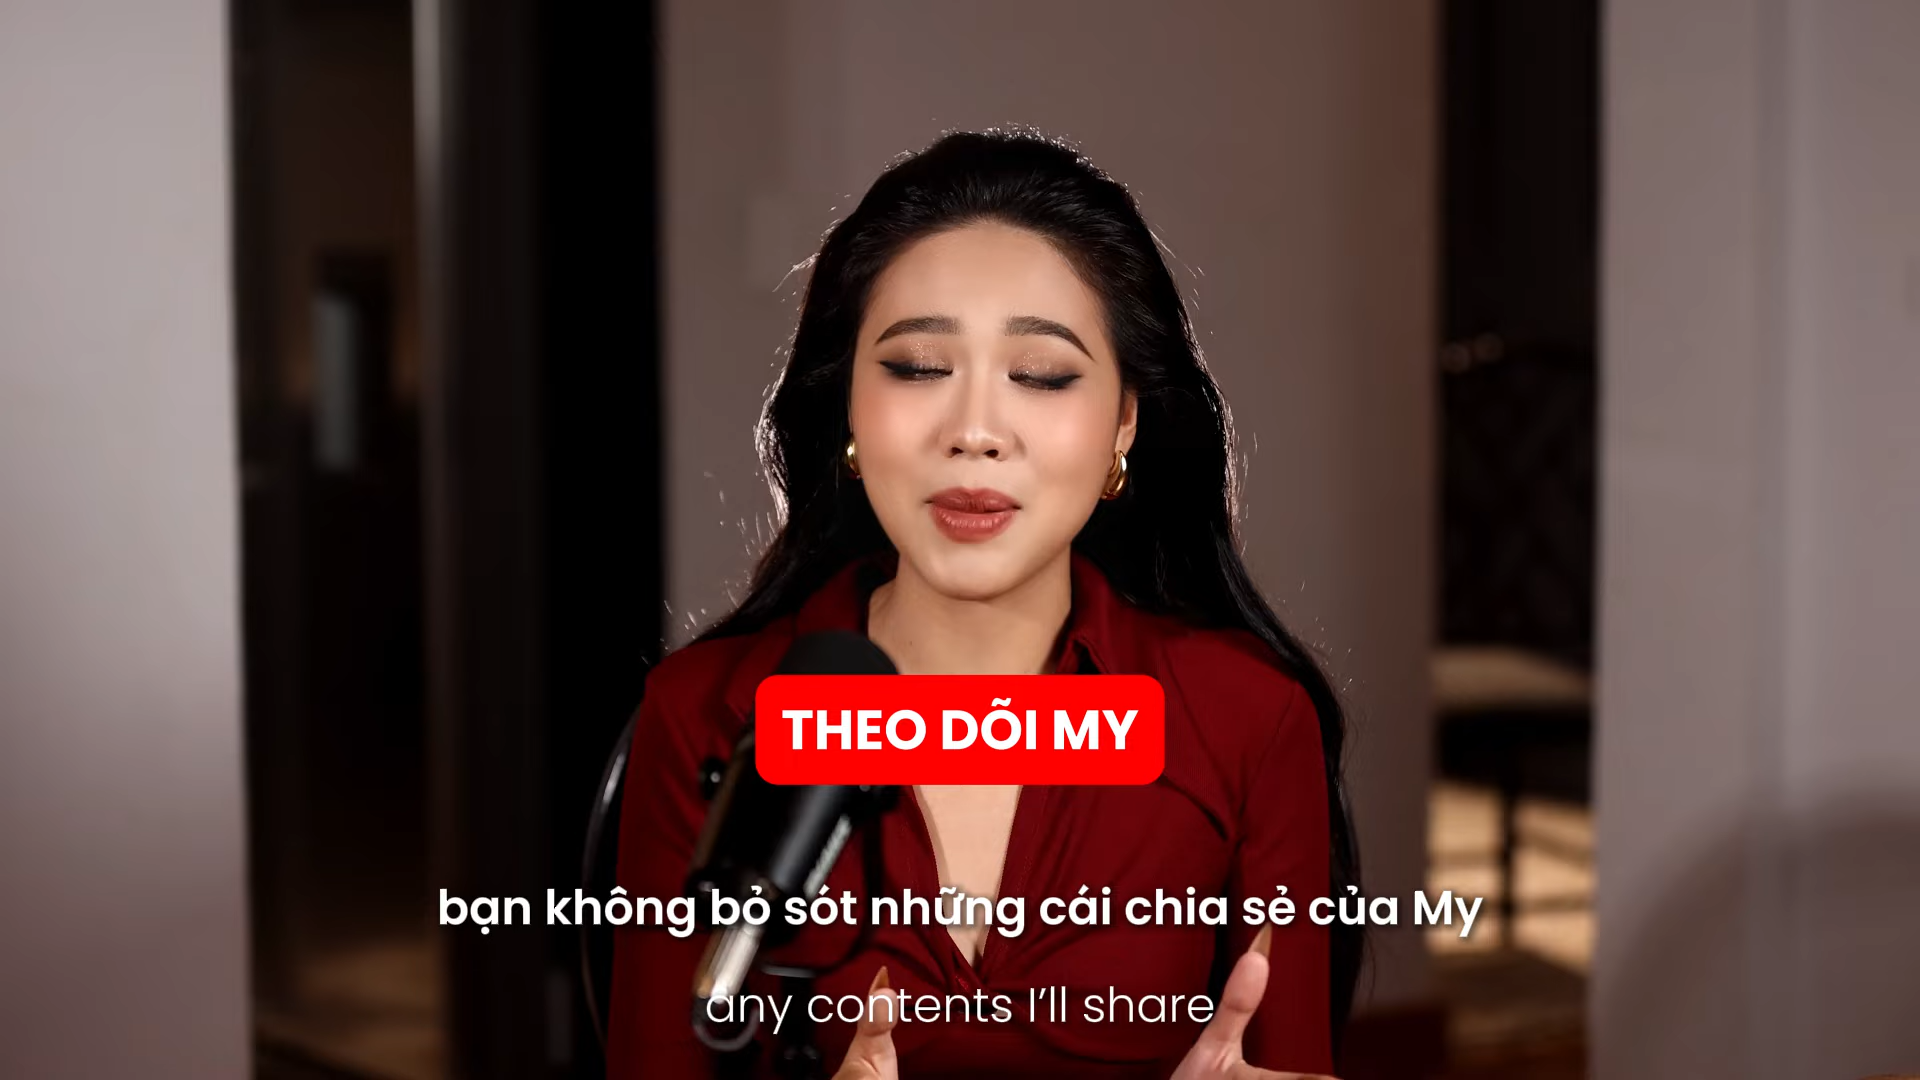 THEO DÕI MY
bạn không bỏ sót những cái chia sẻ của My
any contents I’ll share